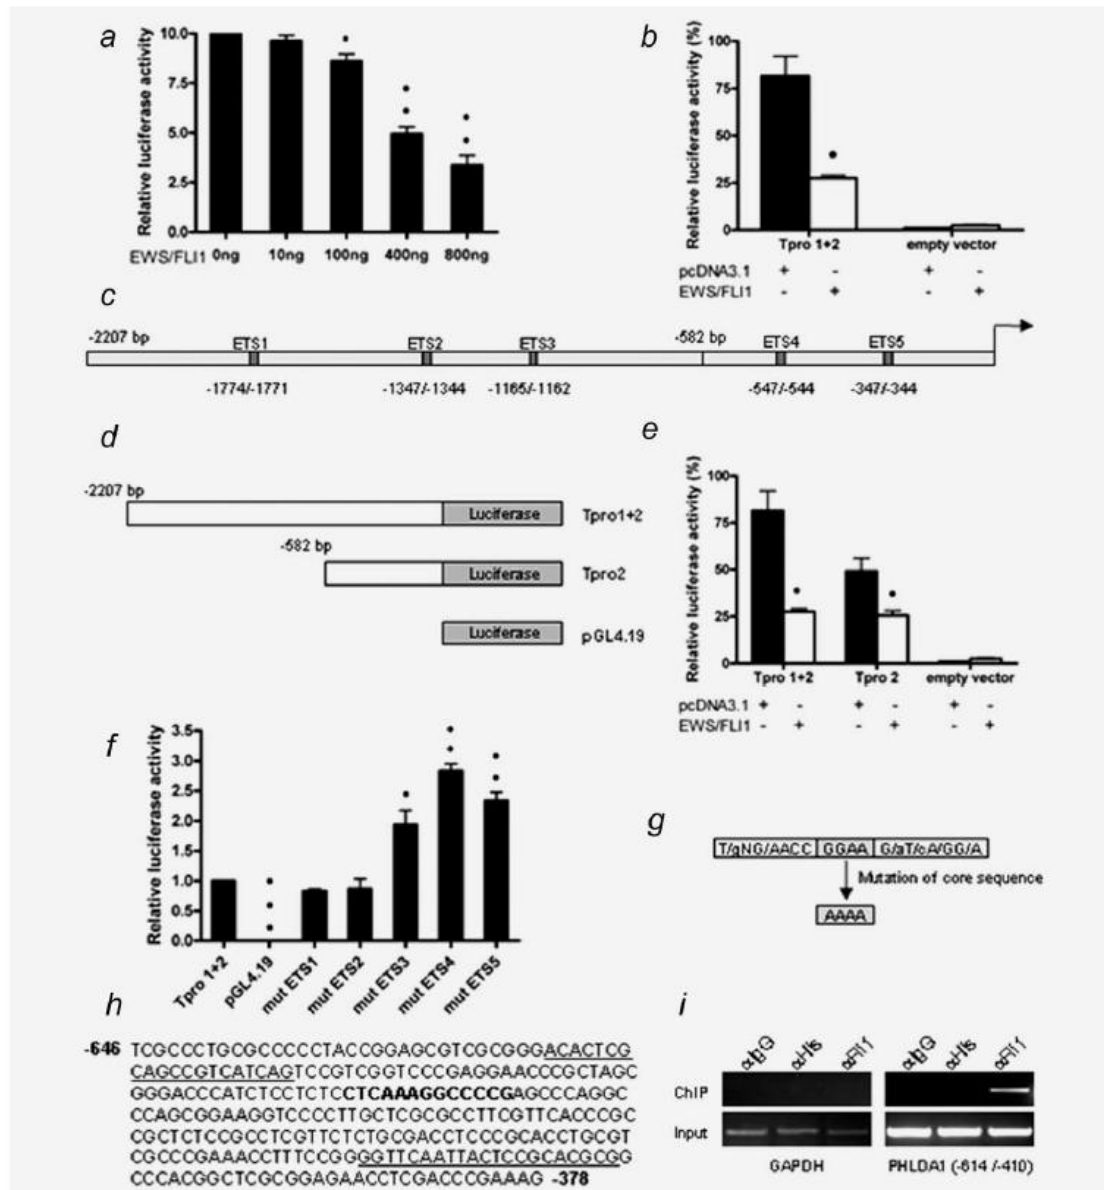 a
Relative luciferase activity
10.0
7.5
5.0
2.5
0.0
EWS/FLI1 0ng 10ng 100ng 400ng 800ng
b
Relative luciferase activity (%)
100
75
50
25
0
Tpro 1+2 empty vector
pcDNA3.1 + - + -
EWS/FLI1 - + - +
c
-2207 bp ETS1 ETS2 ETS3 -582 bp ETS4 ETS5
-1774/-1771 -1347/-1344 -1165/-1162 -547/-544 -347/-344
d
-2207 bp
Luciferase Tpro1+2
-582 bp
Luciferase Tpro2
Luciferase pGL4.19
e
Relative luciferase activity (%)
100
75
50
25
0
Tpro 1+2 Tpro 2 empty vector
pcDNA3.1 + - + - + -
EWS/FLI1 - + - + - +
f
Relative luciferase activity
3.5
3.0
2.5
2.0
1.5
1.0
0.5
0.0
Tpro 1+2 pGL4.19 mut ETS1 mut ETS2 mut ETS3 mut ETS4 mut ETS5
g
T/gNG/AACC GGAA G/aT/cA/GG/A
Mutation of core sequence
AAAA
h
-646 TCGCCCTGCGCCCCCTACCGGAGCGTCGCGGGACACTCG
CAGCCGTCATCAGTCCGTCGGTCCCGAGGAACCCGCTAGC
GGGACCCATCTCCTCTCCTCAAAGGCCCCGAGCCCAGGC
CCAGCGGAAGGTCCCCTTGCTCGCGCCTTCGTTCACCCGC
CGCTCTCCGCCTCGTTCTCTGCGACCTCCCGCACCTGCGT
CGCCCGAAACCTTTCCGGGGTTCAATTACTCCGCACGCGG
CCCACGGCTCGCGGAGAACCTCGACCCGAAAG -378
i
αIgG αHis αFli1 αIgG αHis αFli1
ChIP
Input
GAPDH PHLDA1 (-614 /-410)